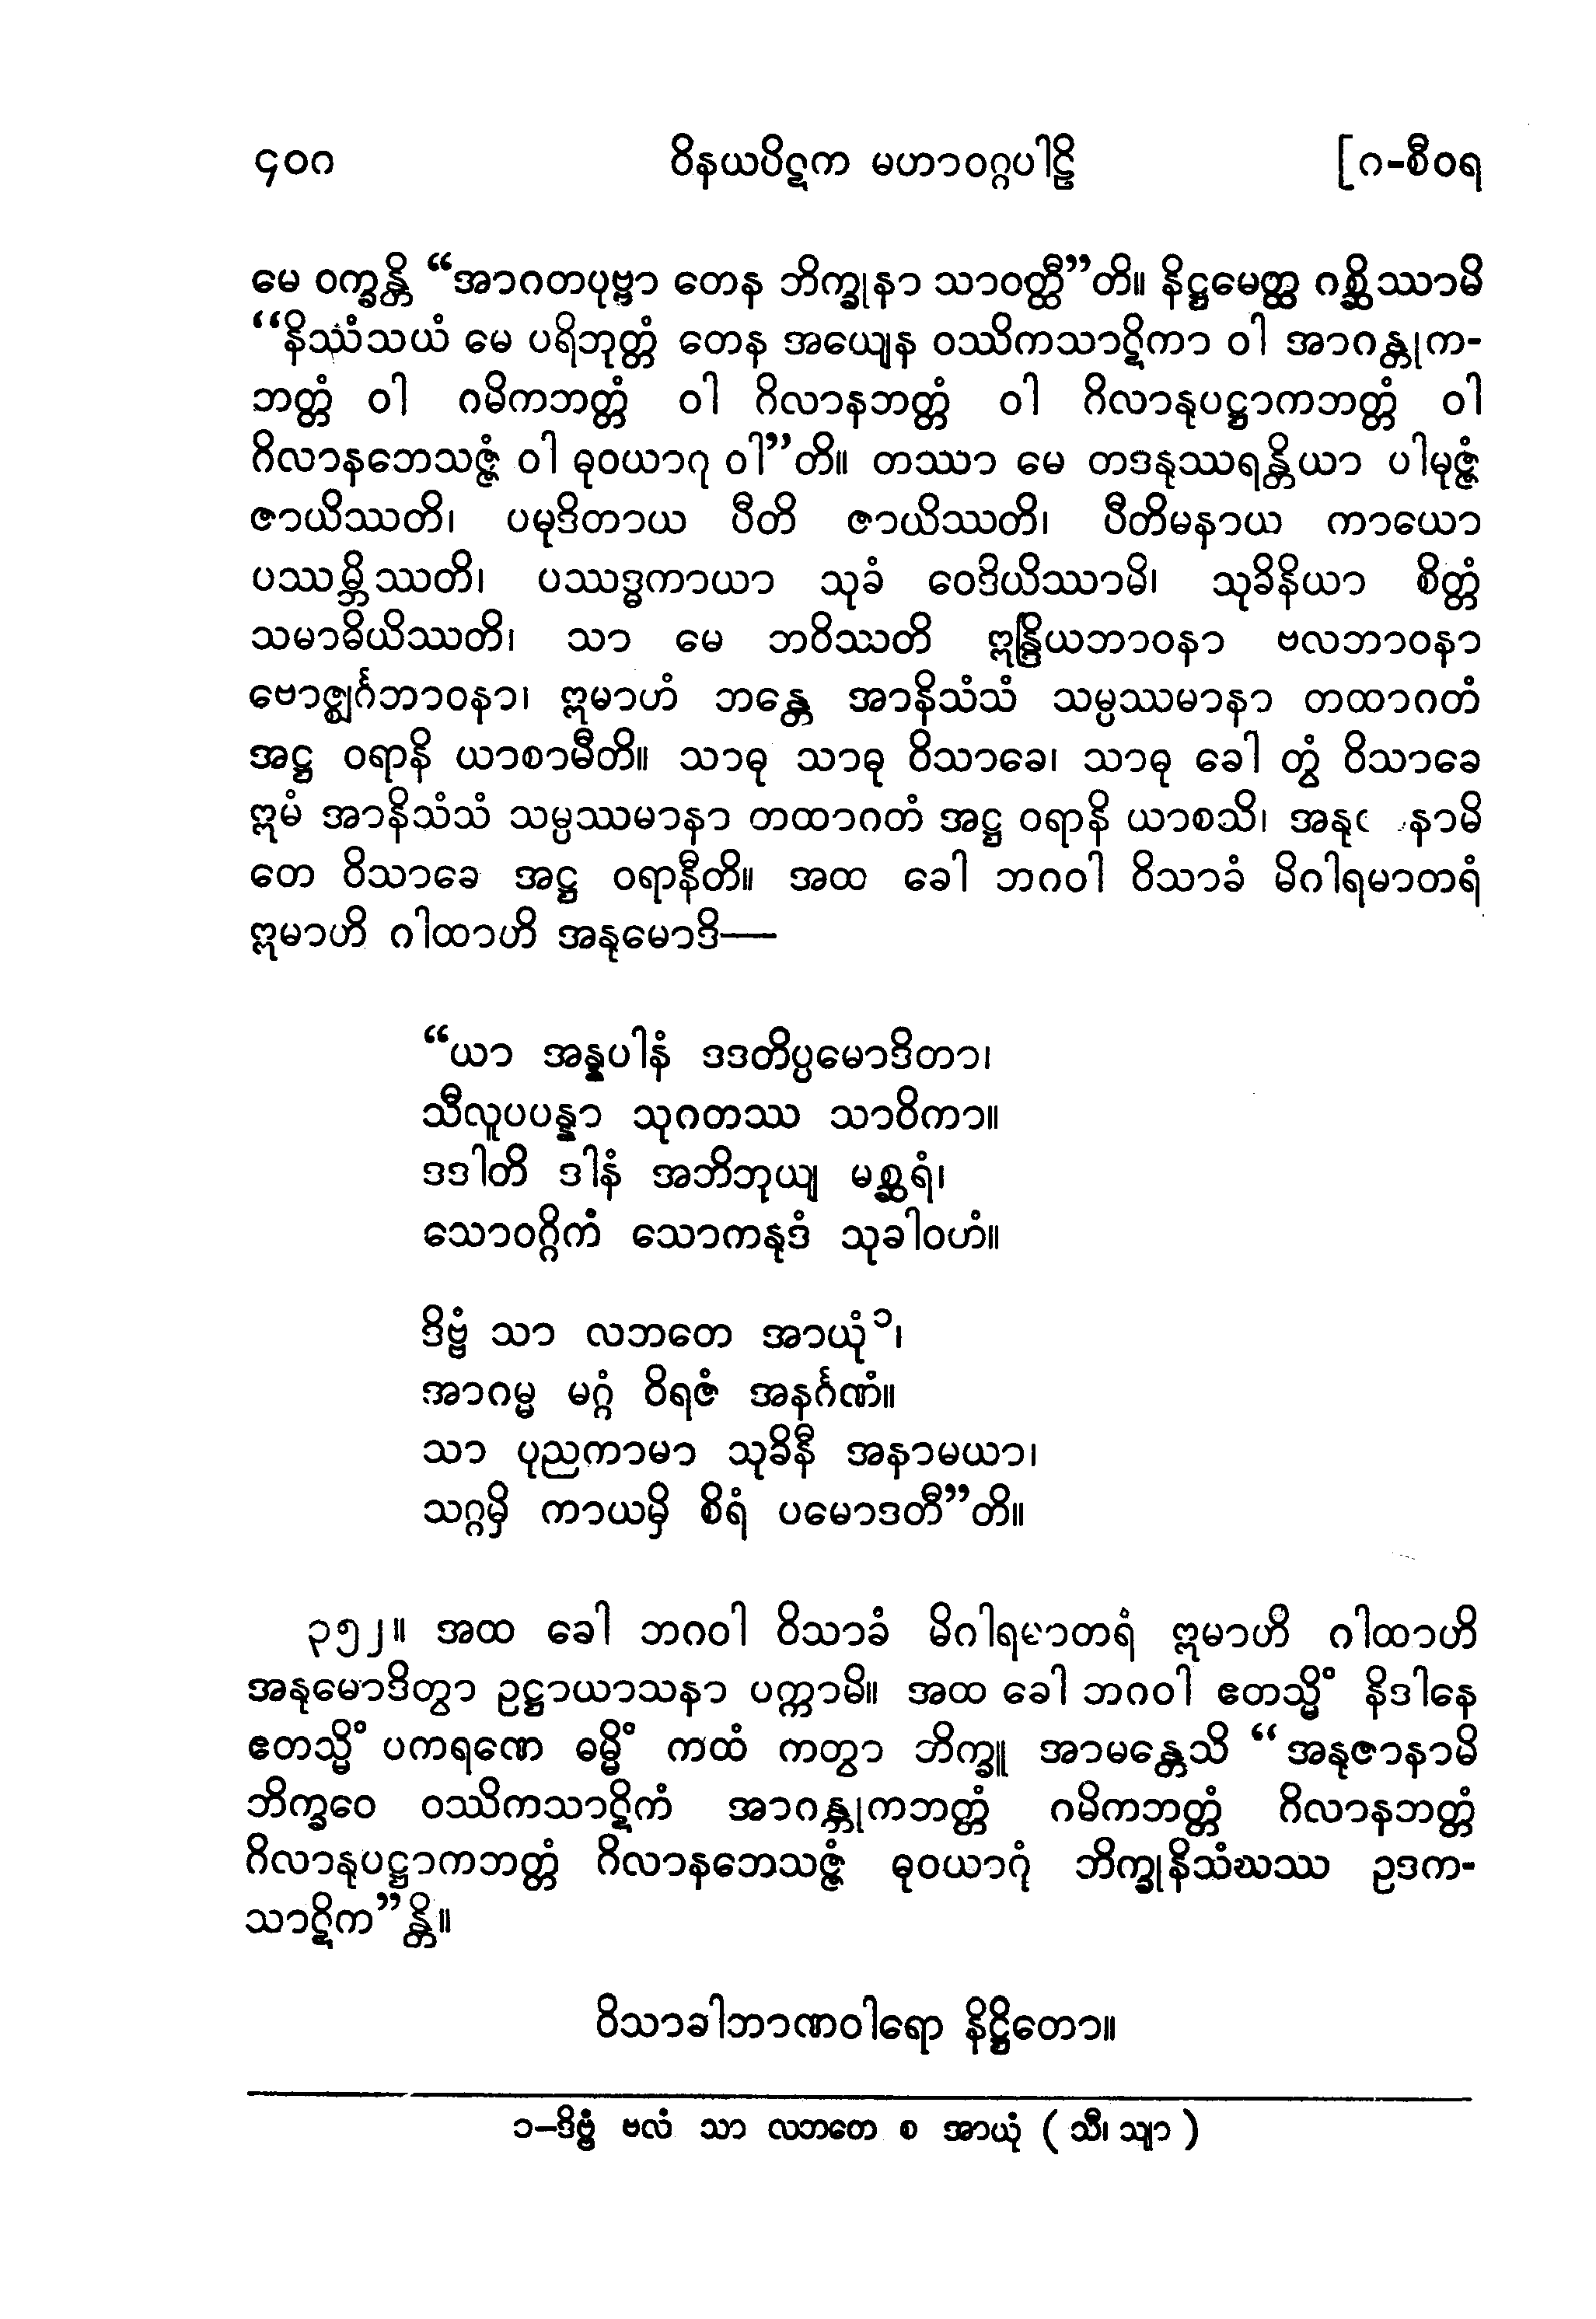 ၄၀၈ ဝိနယပိဋက မဟာဝဂ္ဂပါဠိ [၈-စီဝရ
မေ ဝက္ခန္တိ “အာဂတပုဗ္ဗာ တေန ဘိက္ခုနာ သာဝတ္ထီ”တိ။ နိဋ္ဌမေတ္ထ ဂစ္ဆိဿာမိ
“နိဿံသယံ မေ ပရိဘုတ္တံ တေန အယျေန ဝဿိကသာဋိကာ ဝါ အာဂန္တုက-
ဘတ္တံ ဝါ ဂမိကဘတ္တံ ဝါ ဂိလာနဘတ္တံ ဝါ ဂိလာနုပဋ္ဌာကဘတ္တံ ဝါ
ဂိလာနဘေသဇ္ဇံ ဝါ ဓုဝယာဂု ဝါ”တိ။ တဿာ မေ တဒနုဿရန္တိယာ ပါမုဇ္ဇံ
ဇာယိဿတိ၊ ပမုဒိတာယ ပီတိ ဇာယိဿတိ၊ ပီတိမနာယ ကာယော
ပဿမ္ဘိဿတိ၊ ပဿဒ္ဓကာယာ သုခံ ဝေဒိယိဿာမိ၊ သုခိနိယာ စိတ္တံ
သမာဓိယိဿတိ၊ သာ မေ ဘဝိဿတိ ဣန္ဒြိယဘာဝနာ ဗလဘာဝနာ
ဗောဇ္ဈင်္ဂဘာဝနာ၊ ဣမာဟံ ဘန္တေ အာနိသံသံ သမ္ပဿမာနာ တထာဂတံ
အဋ္ဌ ဝရာနိ ယာစာမီတိ။ သာဓု သာဓု ဝိသာခေ၊ သာဓု ခေါ တွံ ဝိသာခေ
ဣမံ အာနိသံသံ သမ္ပဿမာနာ တထာဂတံ အဋ္ဌ ဝရာနိ ယာစသိ၊
တေ ဝိသာခေ အဋ္ဌ ဝရာနီတိ။ အထ ခေါ ဘဂဝါ ဝိသာခံ မိဂါရမာတရံ
ဣမာဟိ ဂါထာဟိ အနုမောဒိ—
“ယာ အန္နပါနံ ဒဒတိပ္ပမောဒိတာ၊
သီလူပပန္နာ သုဂတဿ သာဝိကာ။
ဒဒါတိ ဒါနံ အဘိဘုယျ မစ္ဆရံ၊
သောဝဂ္ဂိကံ သောကနုဒံ သုခါဝဟံ။
ဒိဗ္ဗံ သာ လဘတေ အာယုံ၁၊
အာဂမ္မ မဂ္ဂံ ဝိရဇံ အနင်္ဂဏံ။
သာ ပုညကာမာ သုခိနီ အနာမယာ၊
သဂ္ဂမှိ ကာယမှိ စိရံ ပမောဒတီ”တိ။
၃၅၂။ အထ ခေါ ဘဂဝါ ဝိသာခံ မိဂါရမာတရံ ဣမာဟိ ဂါထာဟိ
အနုမောဒိတွာ ဥဋ္ဌာယာသနာ ပက္ကာမိ။ အထ ခေါ ဘဂဝါ ဧတသ္မိံ နိဒါနေ
ဧတသ္မိံ ပကရဏေ ဓမ္မိံ ကထံ ကတွာ ဘိက္ခူ အာမန္တေသိ “အနုဇာနာမိ
ဘိက္ခဝေ ဝဿိကသာဋိကံ အာဂန္တုကဘတ္တံ ဂမိကဘတ္တံ ဂိလာနဘတ္တံ
ဂိလာနုပဋ္ဌာကဘတ္တံ ဂိလာနဘေသဇ္ဇံ ဓုဝယာဂုံ ဘိက္ခုနိသံဃဿ ဥဒက-
သာဋိက”န္တိ။
ဝိသာခါဘာဏဝါရော နိဋ္ဌိတော။
၁–ဒိဗ္ဗံ ဗလံ သာ လဘတေ စ အာယုံ (သီ၊ သျာ)